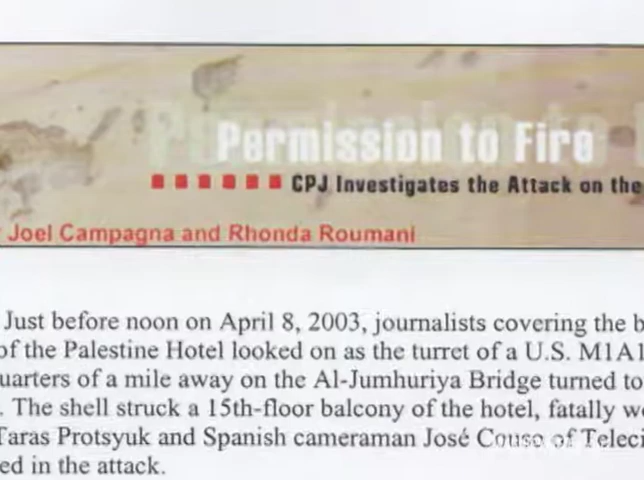 Permission to Fire
CPJ Investigates the Attack on the
Joel Campagna and Rhonda Roumani
Just before noon on April 8, 2003, journalists covering the
of the Palestine Hotel looked on as the turret of a U.S. M1A1
uarters of a mile away on the Al-Jumhuriya Bridge turned to
. The shell struck a 15th-floor balcony of the hotel, fatally
Taras Protsyuk and Spanish cameraman José Couso of
ed in the attack.